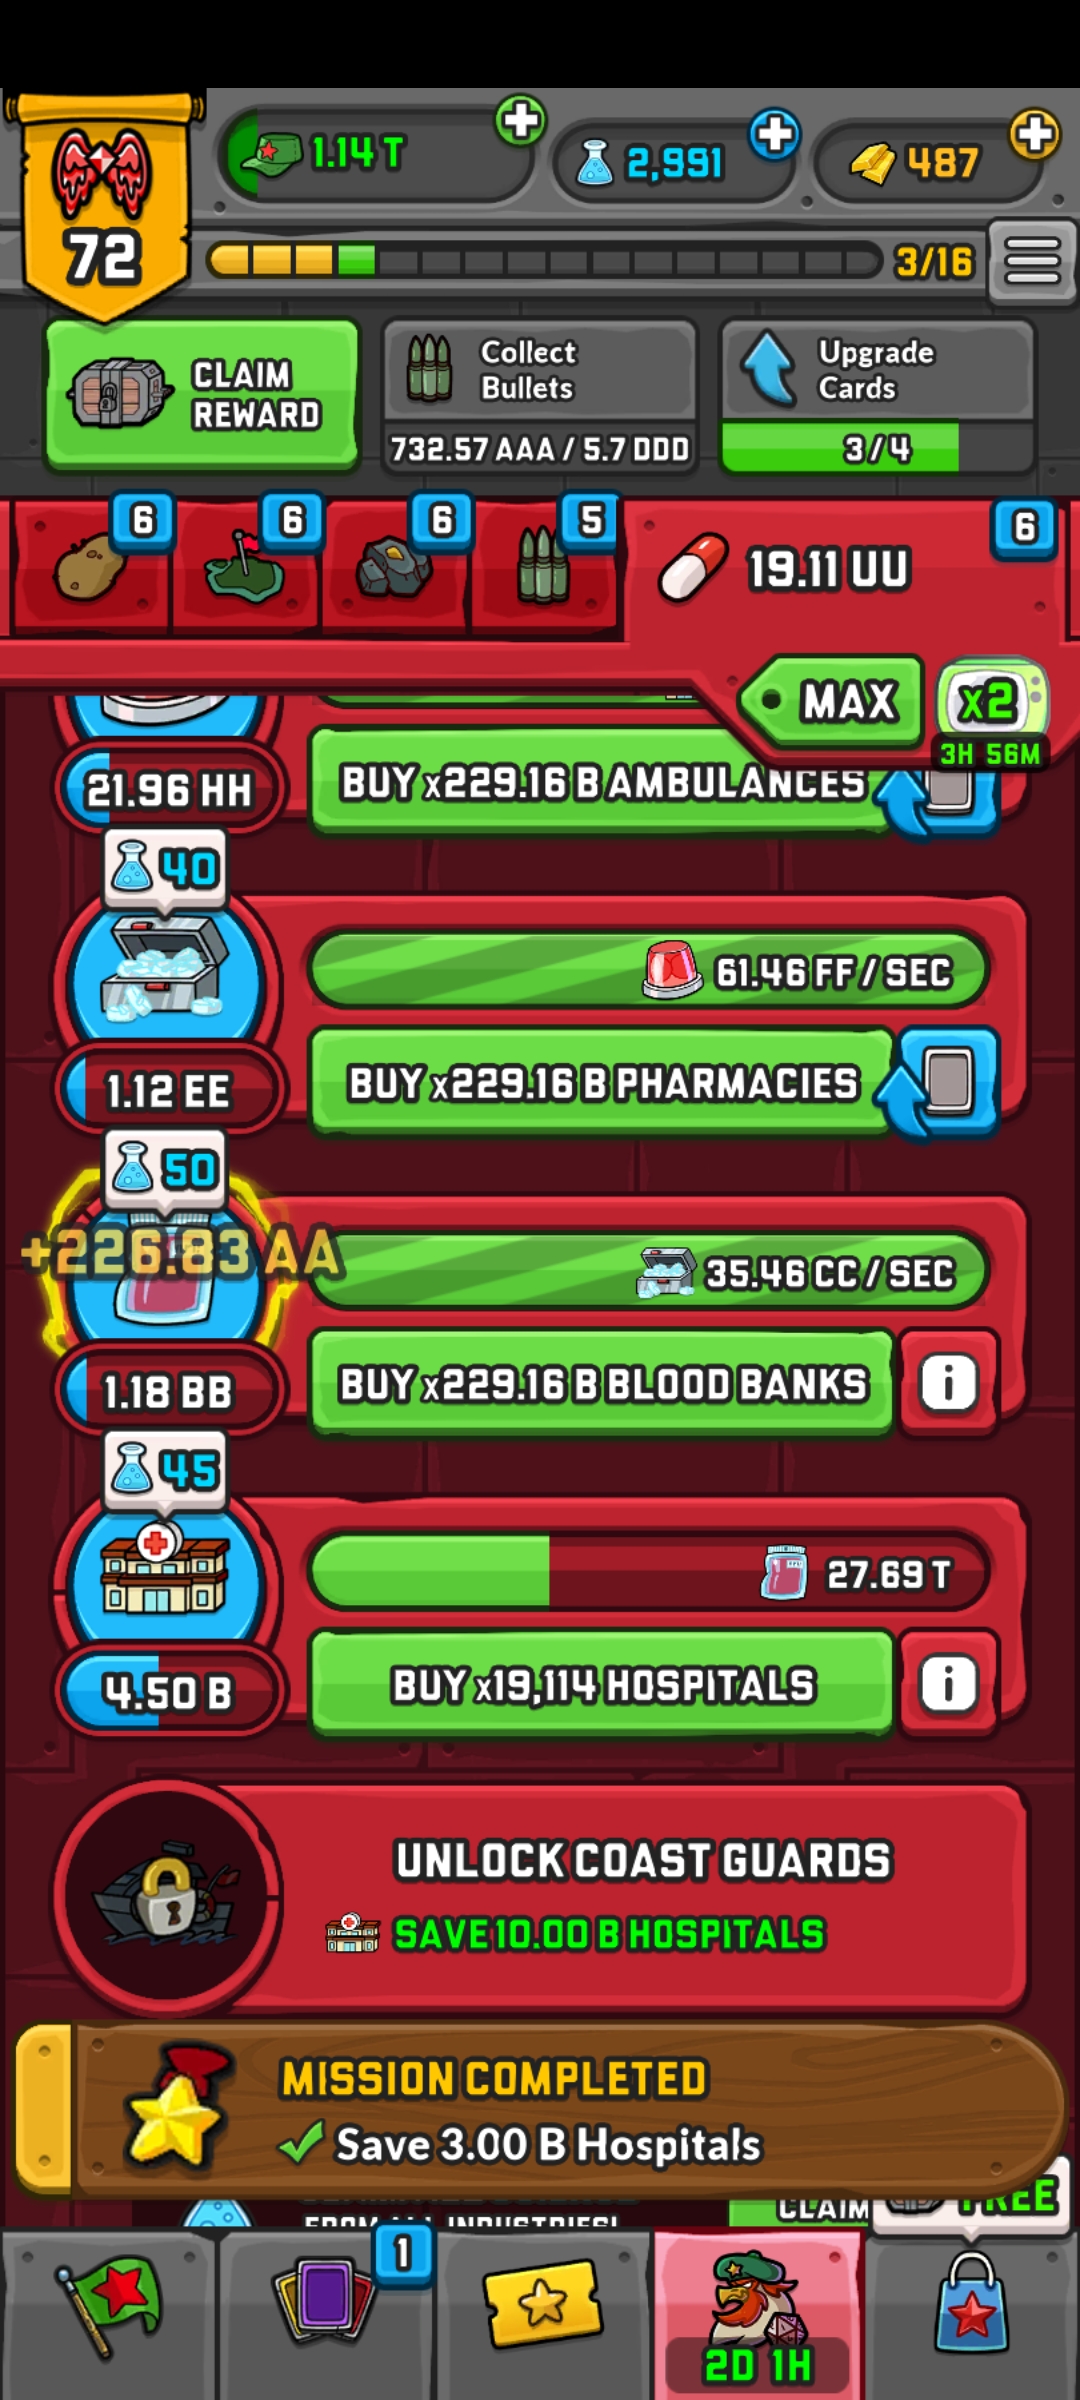 72
1.14 T
2,991
487
3/16
CLAIM
REWARD
Collect
Bullets
732.57 AAA / 5.7 DDD
Upgrade
Cards
3/4
6
6
6
5
6
19.11 UU
MAX
x2
3H 56M
21.96 HH
BUY x229.16 B AMBULANCES
40
61.46 FF / SEC
1.12 EE
BUY x229.16 B PHARMACIES
50
+226.83 AA
35.46 CC / SEC
1.18 BB
BUY x229.16 B BLOOD BANKS
i
45
27.69 T
4.50 B
BUY x19,114 HOSPITALS
i
UNLOCK COAST GUARDS
SAVE 10.00 B HOSPITALS
MISSION COMPLETED
Save 3.00 B Hospitals
FROM ALL INDUSTRIES!
CLAIM
FREE
1
2D 1H